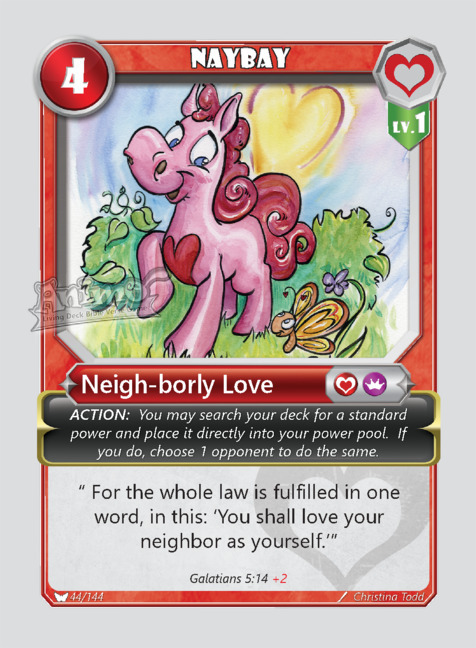 NAYBAY
4
LV.1
Anim8
Living Deck
Neigh-borly Love
ACTION: You may search your deck for a standard
power and place it directly into your power pool. If
you do, choose 1 opponent to do the same.
“ For the whole law is fulfilled in one
word, in this: ‘You shall love your
neighbor as yourself.’”
Galatians 5:14 +2
44/144
Christina Todd